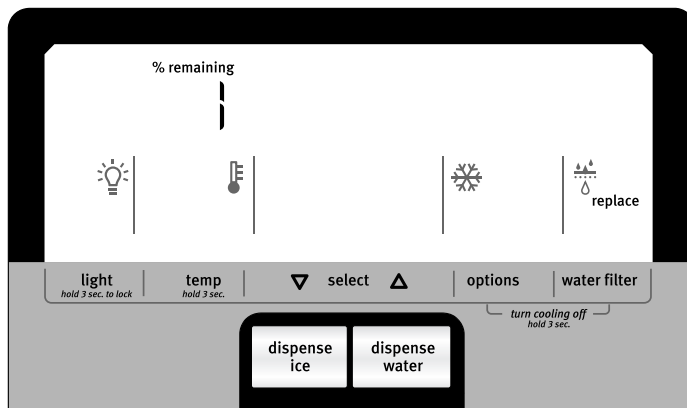 % remaining
1
replace
light
hold 3 sec. to lock
temp
hold 3 sec.
select
options
water filter
turn cooling off
hold 3 sec.
dispense
ice
dispense
water